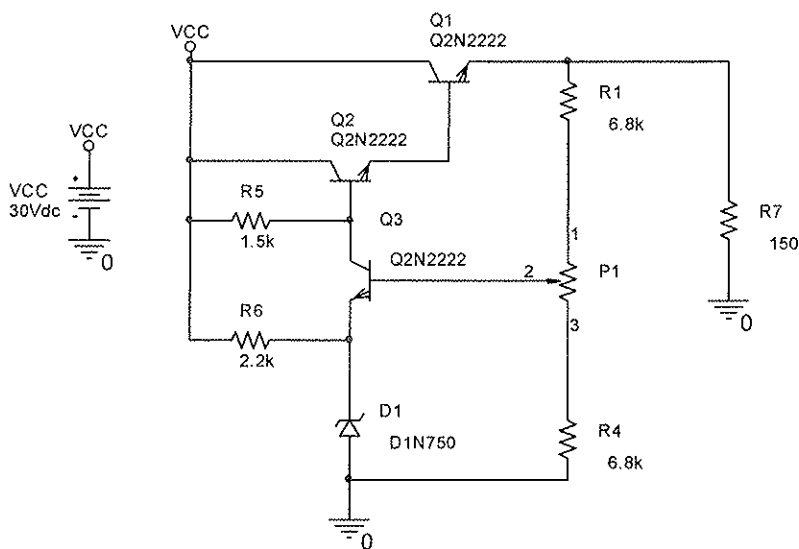 VCC
Q1
Q2N2222
R1
6.8k
Q2
Q2N2222
VCC
VCC
30Vdc
+
-
0
R5
1.5k
Q3
Q2N2222
R7
150
0
1
2
P1
3
R6
2.2k
D1
D1N750
R4
6.8k
0